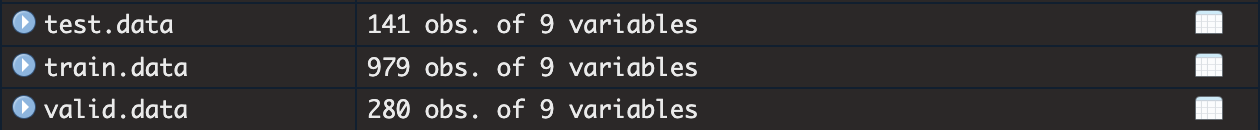 test.data 141 obs. of 9 variables
train.data 979 obs. of 9 variables
valid.data 280 obs. of 9 variables